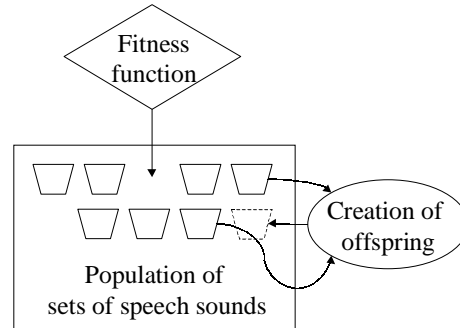 Fitness
function
Creation of
offspring
Population of
sets of speech sounds